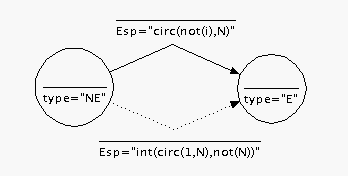 Esp="circ(not(i),N)"
type="NE"
type="E"
Esp="int(circ(1,N),not(N))"